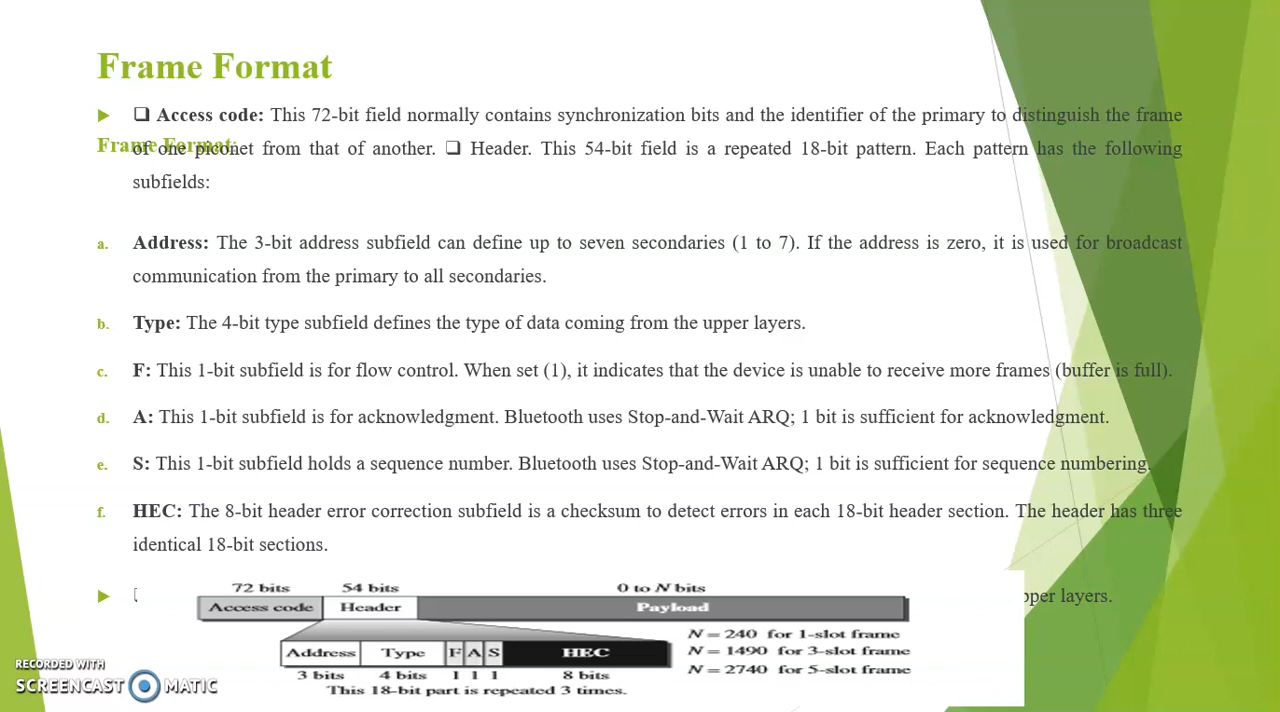 Frame Format
❑ Access code: This 72-bit field normally contains synchronization bits and the identifier of the primary to distinguish the frame
Frame Format:
of one piconet from that of another. ❑ Header. This 54-bit field is a repeated 18-bit pattern. Each pattern has the following
subfields:
a. Address: The 3-bit address subfield can define up to seven secondaries (1 to 7). If the address is zero, it is used for broadcast
communication from the primary to all secondaries.
b. Type: The 4-bit type subfield defines the type of data coming from the upper layers.
c. F: This 1-bit subfield is for flow control. When set (1), it indicates that the device is unable to receive more frames (buffer is full).
d. A: This 1-bit subfield is for acknowledgment. Bluetooth uses Stop-and-Wait ARQ; 1 bit is sufficient for acknowledgment.
e. S: This 1-bit subfield holds a sequence number. Bluetooth uses Stop-and-Wait ARQ; 1 bit is sufficient for sequence numbering.
f. HEC: The 8-bit header error correction subfield is a checksum to detect errors in each 18-bit header section. The header has three
identical 18-bit sections.
layers.
72 bits 54 bits 0 to N bits
Access code Header Payload
N = 240 for 1-slot frame
N = 1490 for 3-slot frame
N = 2740 for 5-slot frame
Address Type F A S HEC
3 bits 4 bits 1 1 1 8 bits
This 18-bit part is repeated 3 times.
RECORDED WITH
SCREENCAST MATIC